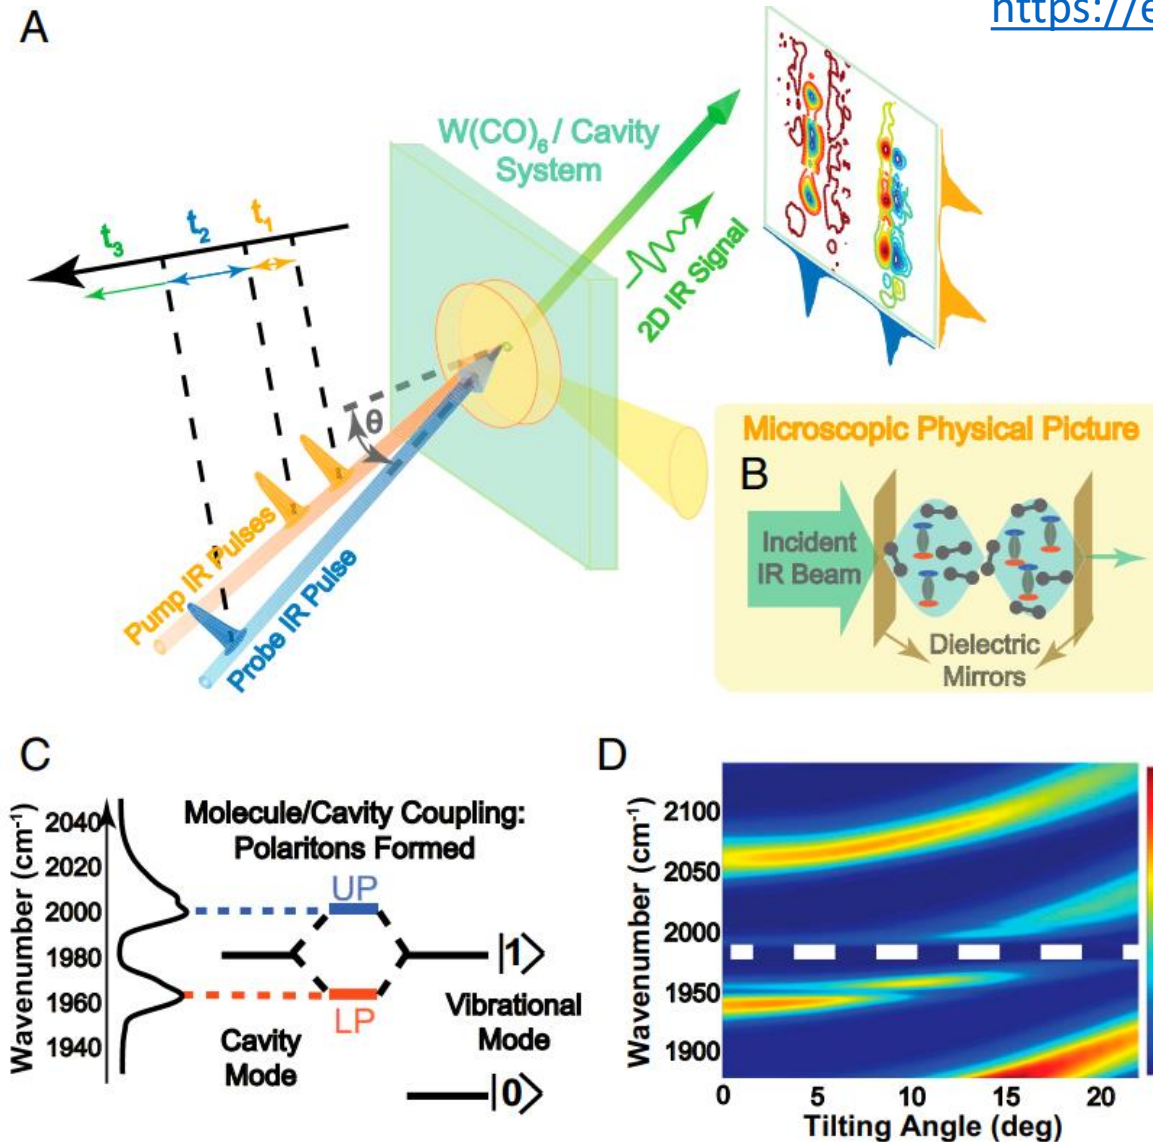 https://e
A
W(CO)₆ / Cavity
System
t₃
t₂
t₁
2D IR Signal
θ
Pump IR Pulses
Probe IR Pulse
Microscopic Physical Picture
B
Incident
IR Beam
Dielectric
Mirrors
C
Wavenumber (cm⁻¹)
2040
2020
2000
1980
1960
1940
Molecule/Cavity Coupling:
Polaritons Formed
UP
|1>
LP
Vibrational
Mode
Cavity
Mode
|0>
D
Wavenumber (cm⁻¹)
2100
2050
2000
1950
1900
0
5
10
15
20
Tilting Angle (deg)